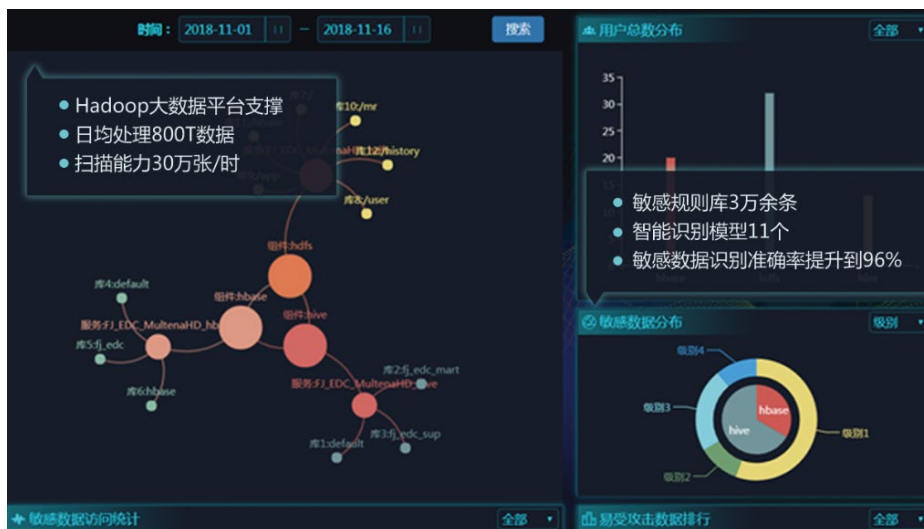 时间： 2018-11-01 — 2018-11-16 搜索
Hadoop大数据平台支撑
日均处理800T数据
扫描能力30万张/时
库10:/mr
库12:/history
库8:/user
组件:hdfs
组件:hbase
组件:hive
库4:default
服务:FJ_EDC_MultenaHD_hb
库5:fj_edc
库6:hbase
库2:fj_edc_mart
服务:FJ_EDC_MultenaHD_ive
库1:default
库3:fj_edc_sup
敏感数据访问统计 全部
用户总数分布 全部
35
30
25
20
敏感规则库3万余条
智能识别模型11个
敏感数据识别准确率提升到96%
敏感数据分布 级别
级别4
级别3
级别2
级别1
hbase
hive
易受攻击数据排行 全部